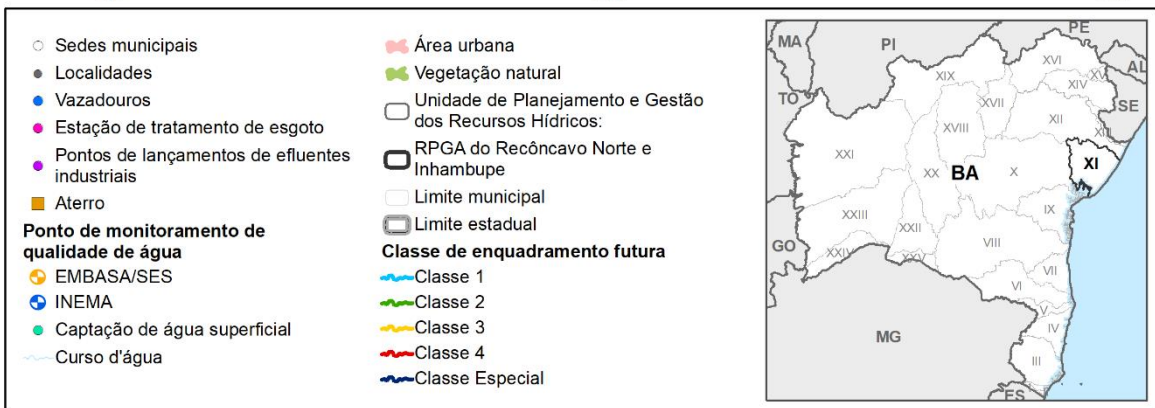 Sedes municipais
Localidades
Vazadouros
Estação de tratamento de esgoto
Pontos de lançamentos de efluentes
industriais
Aterro
Ponto de monitoramento de
qualidade de água
EMBASA/SES
INEMA
Captação de água superficial
Curso d'água
Área urbana
Vegetação natural
Unidade de Planejamento e Gestão
dos Recursos Hídricos:
RPGA do Recôncavo Norte e
Inhambupe
Limite municipal
Limite estadual
Classe de enquadramento futura
Classe 1
Classe 2
Classe 3
Classe 4
Classe Especial
MA
PI
PE
AL
SE
TO
GO
MG
ES
BA
XIX
XVI
XV
XIV
XVII
XII
XIII
XVIII
XXI
XX
X
XI
IX
XXIII
XXII
VIII
XXIV
XXV
VII
VI
V
IV
III